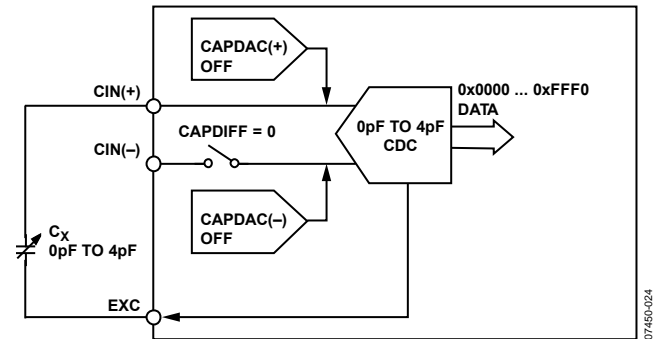 CAPDAC(+)
OFF
CIN(+)
0x0000 ... 0xFFF0
DATA
0pF TO 4pF
CDC
CAPDIFF = 0
CIN(–)
CAPDAC(–)
OFF
CX
0pF TO 4pF
EXC
07450-024